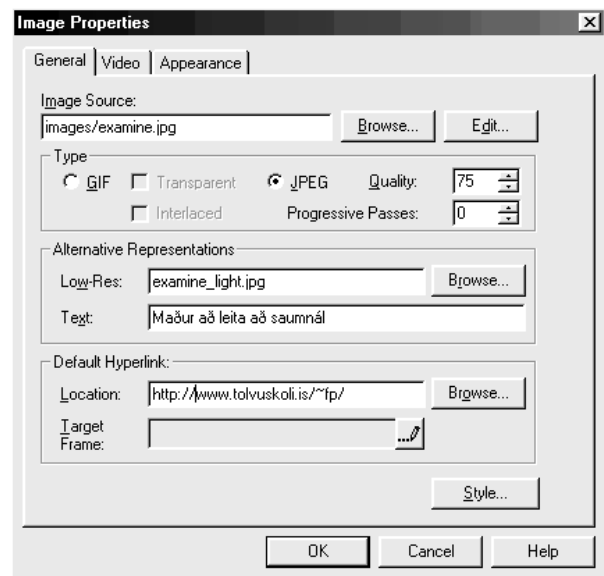 Image Properties
General Video Appearance
Image Source:
images/examine.jpg Browse... Edit...
Type
GIF Transparent JPEG Quality: 75
Interlaced Progressive Passes: 0
Alternative Representations
Low-Res: examine_light.jpg Browse...
Text: Maður að leita að saumnál
Default Hyperlink:
Location: http://www.tolvuskoli.is/~fp/ Browse...
Target
Frame: ...
Style...
OK Cancel Help